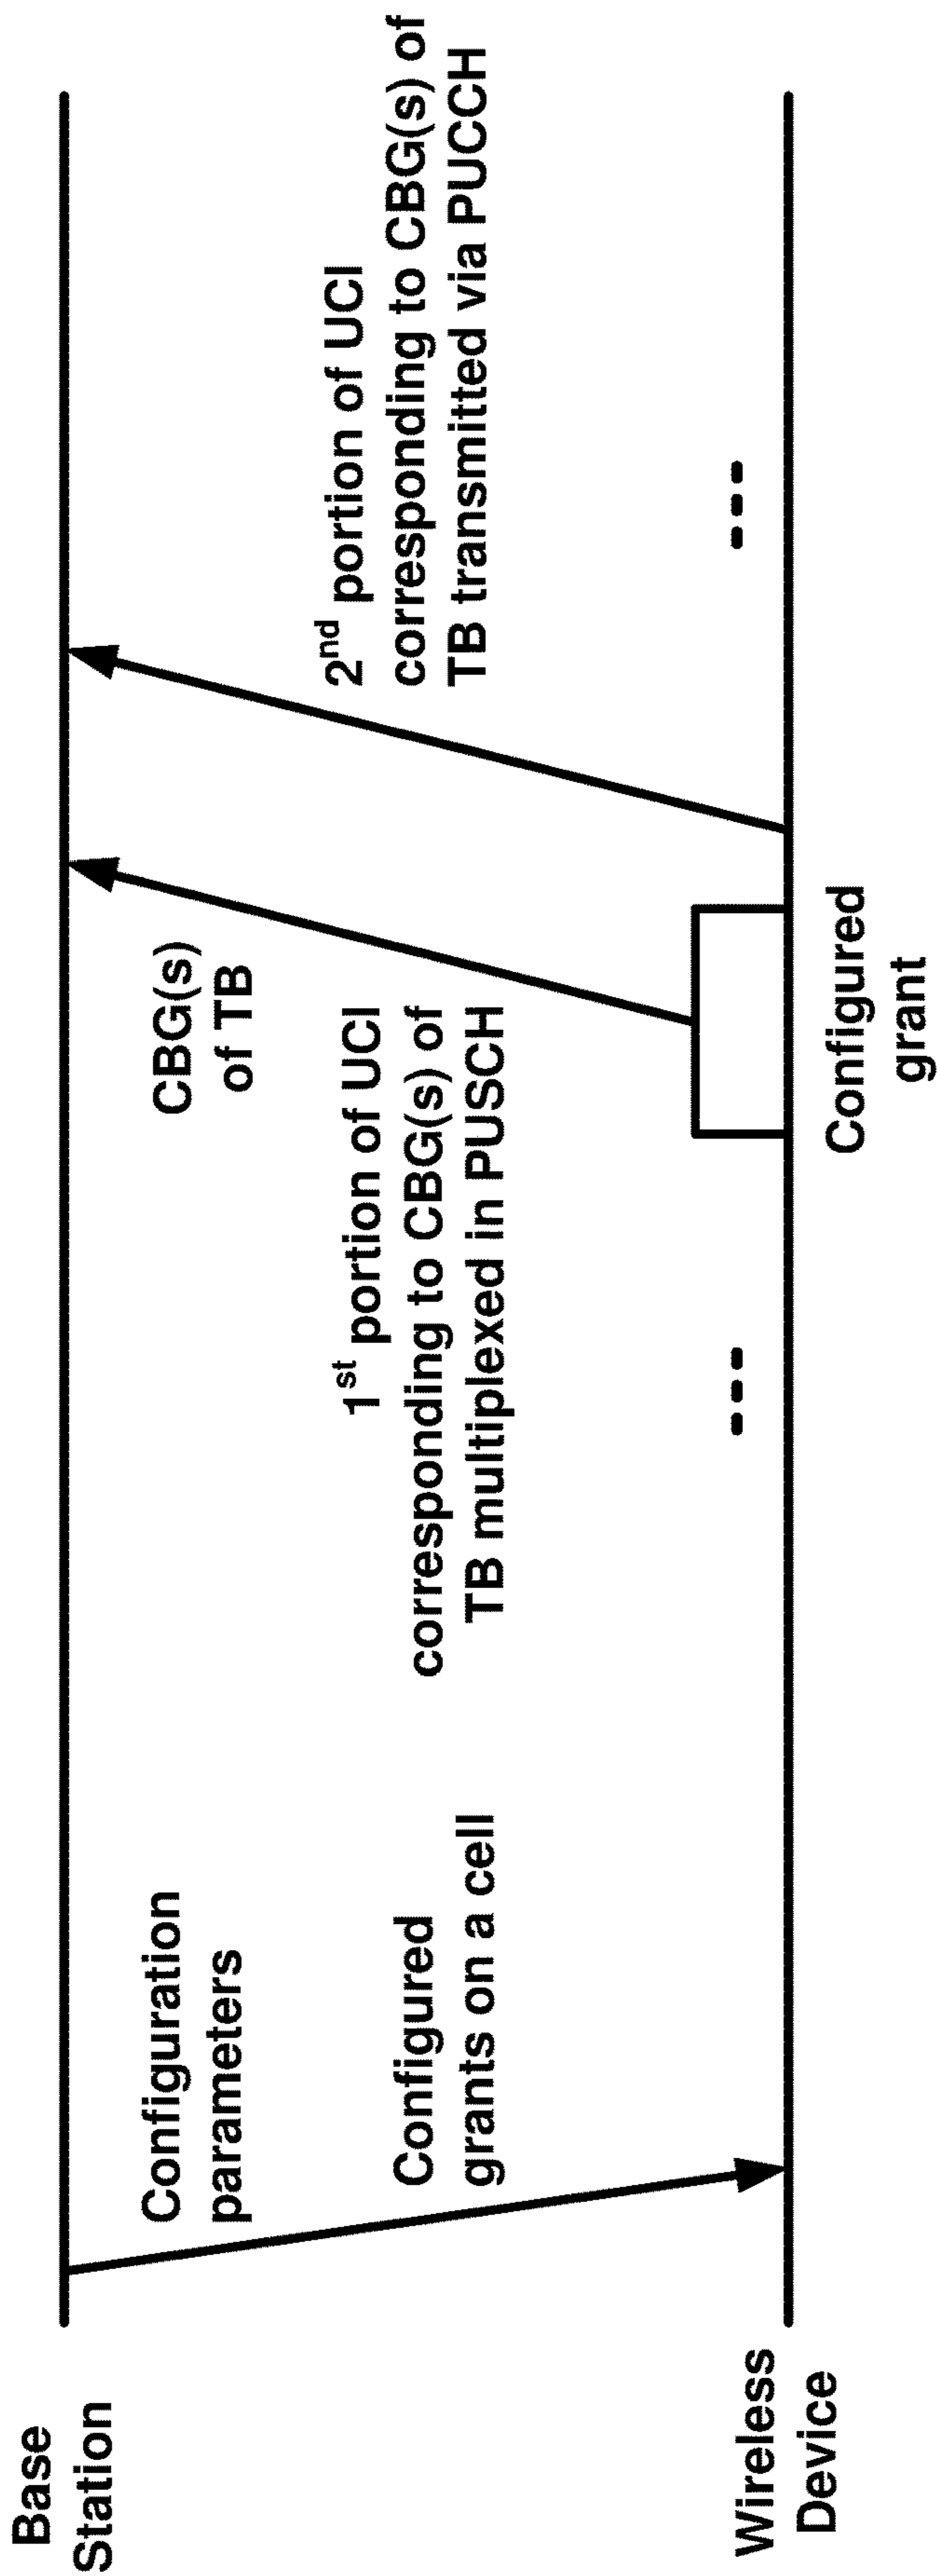 Base
Station
Configuration
parameters
Configured
grants on a cell
CBG(s)
of TB
1st portion of UCI
corresponding to CBG(s) of
TB multiplexed in PUSCH
2nd portion of UCI
corresponding to CBG(s) of
TB transmitted via PUCCH
Wireless
Device
Configured
grant